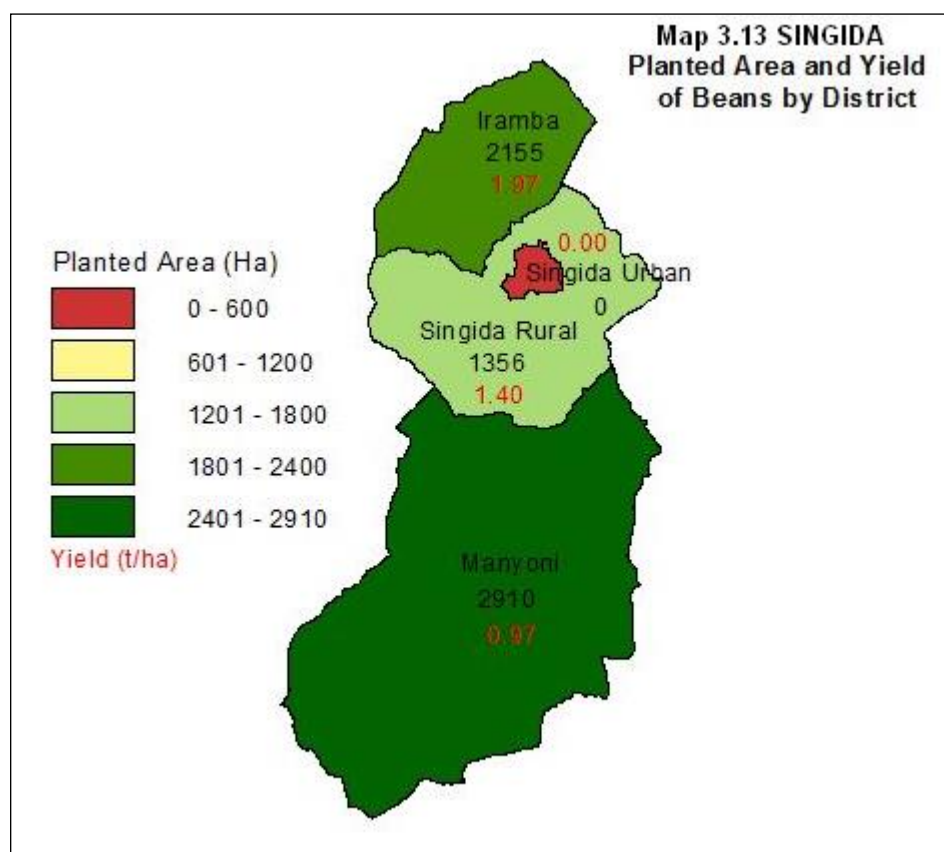 Map 3.13 SINGIDA
Planted Area and Yield
of Beans by District
Iramba
2155
1.97
0.00
Singida Urban
0
Singida Rural
1356
1.40
Manyoni
2910
0.97
Planted Area (Ha)
0 - 600
601 - 1200
1201 - 1800
1801 - 2400
2401 - 2910
Yield (t/ha)